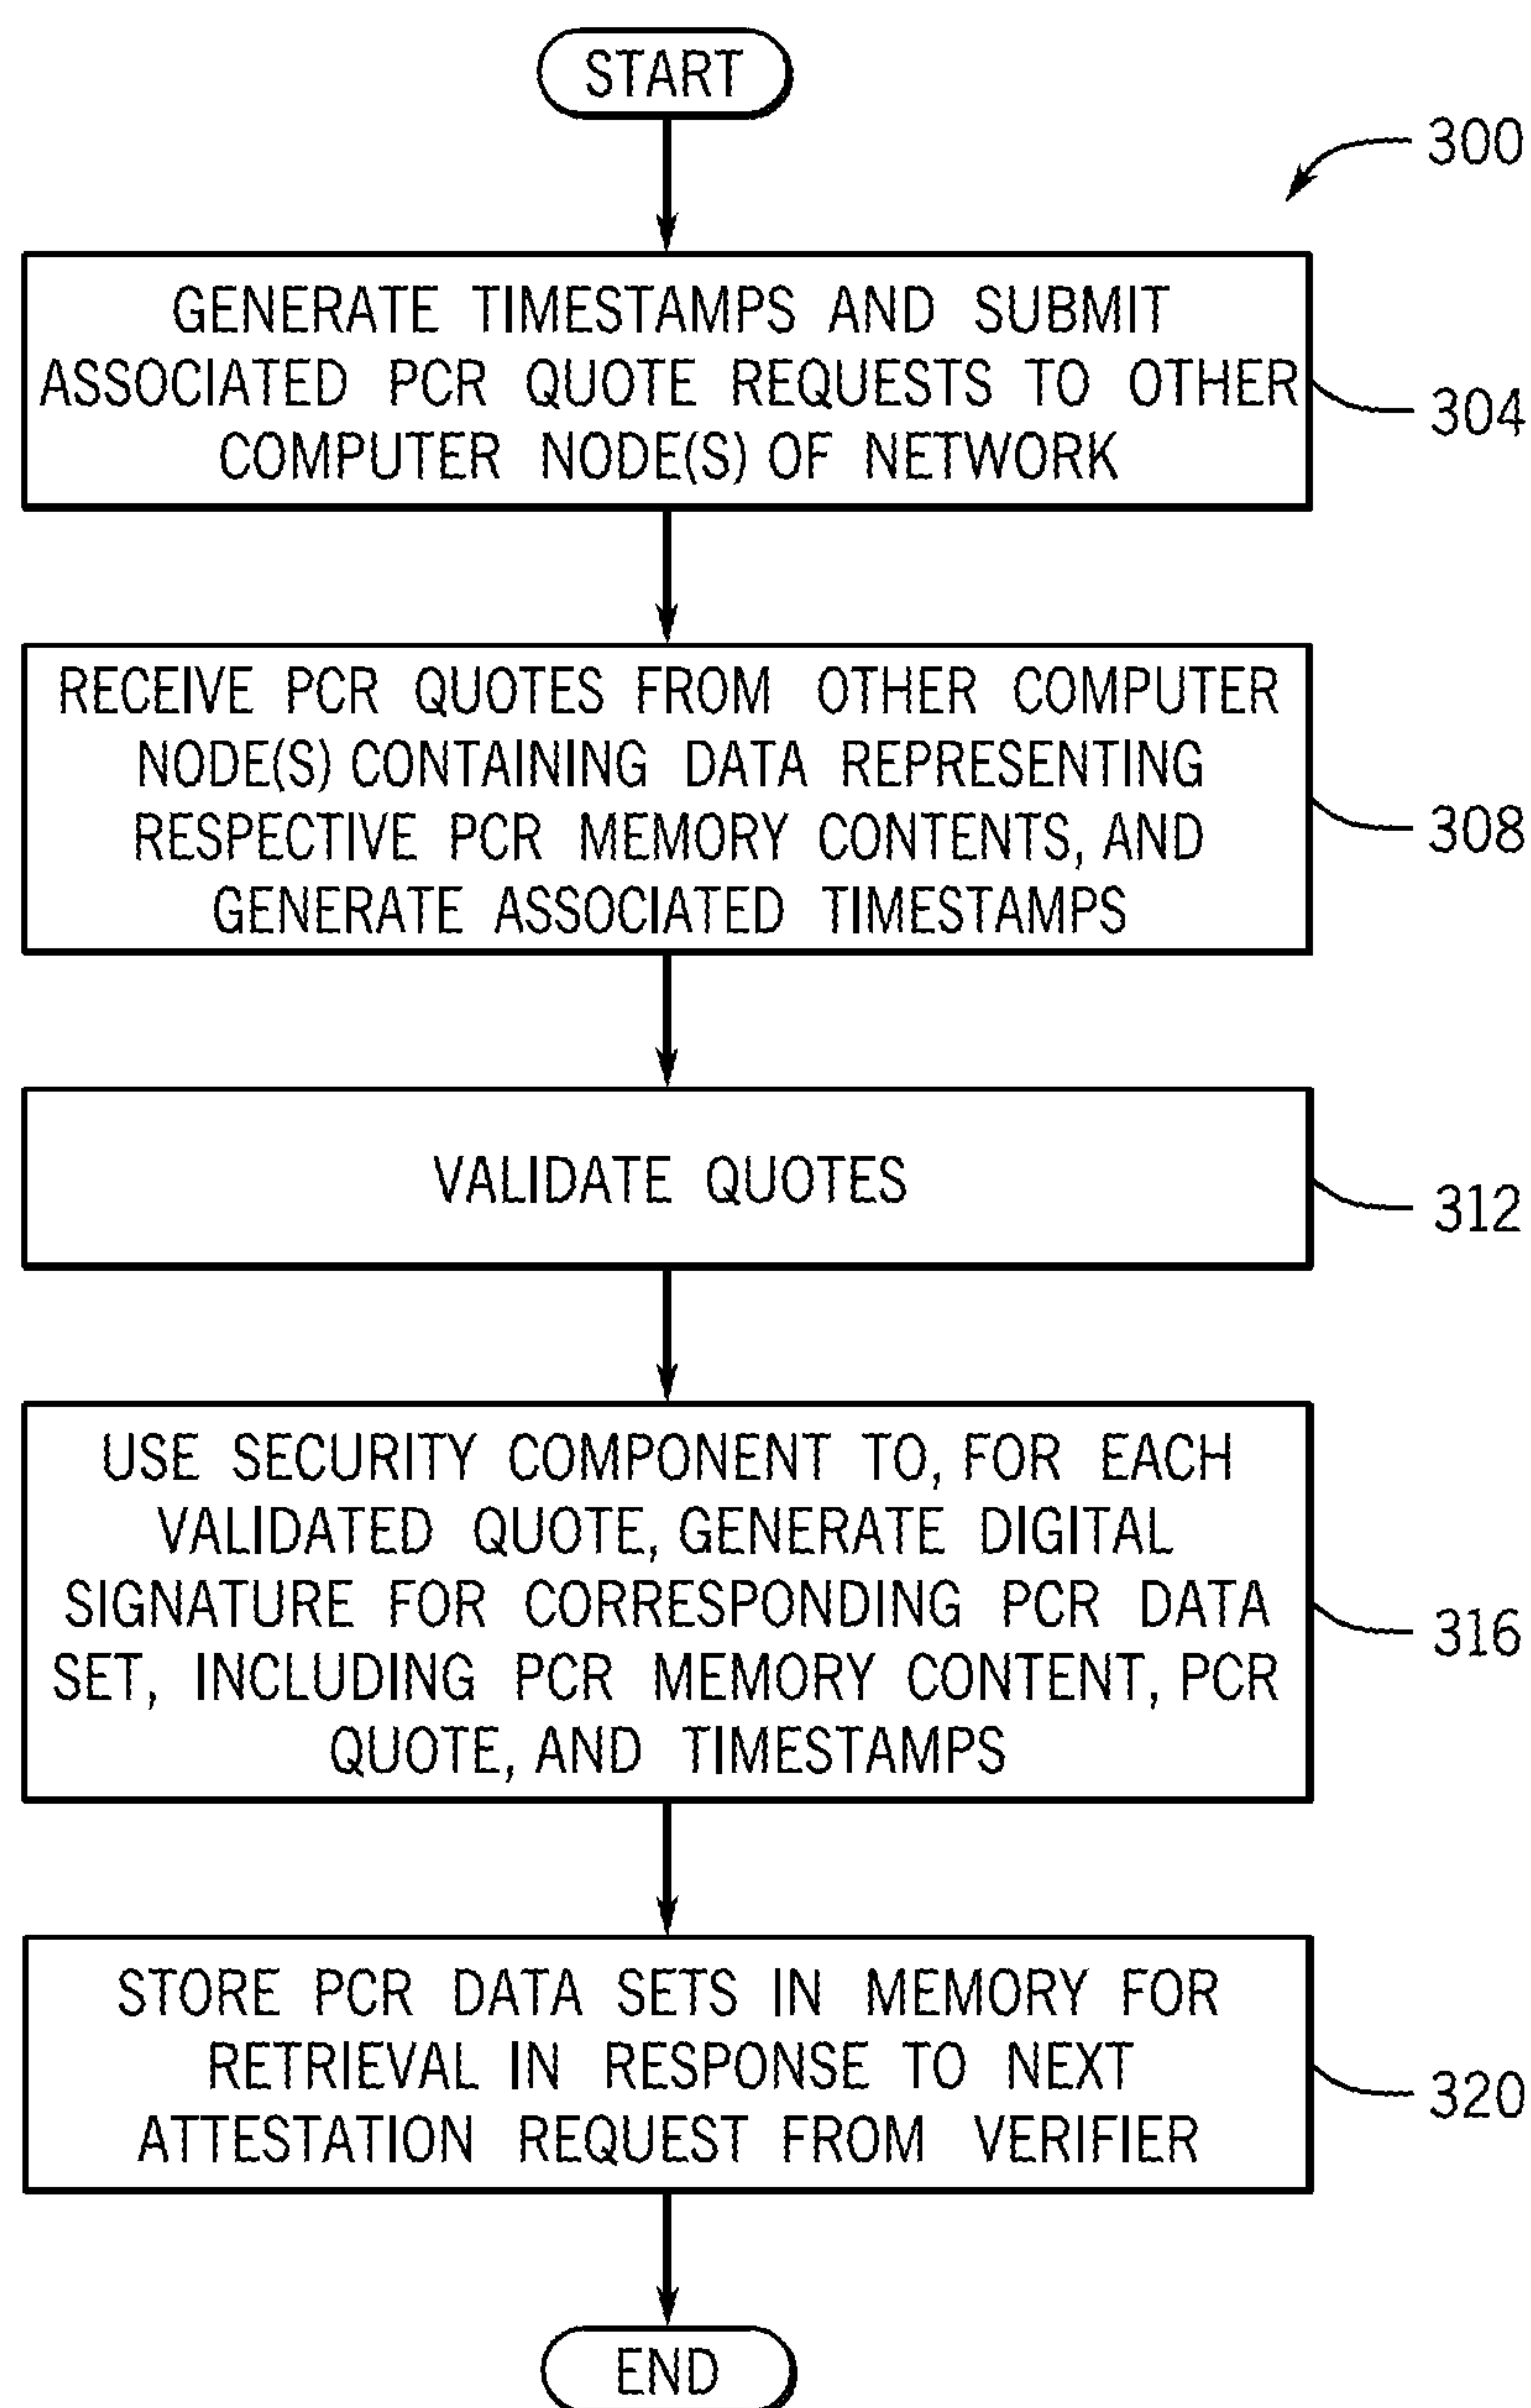 START
300
GENERATE TIMESTAMPS AND SUBMIT
ASSOCIATED PCR QUOTE REQUESTS TO OTHER
COMPUTER NODE(S) OF NETWORK
304
RECEIVE PCR QUOTES FROM OTHER COMPUTER
NODE(S) CONTAINING DATA REPRESENTING
RESPECTIVE PCR MEMORY CONTENTS, AND
GENERATE ASSOCIATED TIMESTAMPS
308
VALIDATE QUOTES
312
USE SECURITY COMPONENT TO, FOR EACH
VALIDATED QUOTE, GENERATE DIGITAL
SIGNATURE FOR CORRESPONDING PCR DATA
SET, INCLUDING PCR MEMORY CONTENT, PCR
QUOTE, AND TIMESTAMPS
316
STORE PCR DATA SETS IN MEMORY FOR
RETRIEVAL IN RESPONSE TO NEXT
ATTESTATION REQUEST FROM VERIFIER
320
END